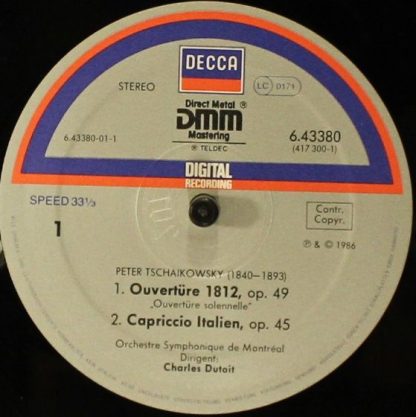 DECCA
STEREO
LC 0171
Direct Metal ®
DMM
Mastering
® TELDEC
6.43380-01-1
6.43380
(417 300-1)
DIGITAL
RECORDING
SPEED 33⅓
Contr.
Copyr.
1
Ⓟ & © 1986
PETER TSCHAIKOWSKY (1840–1893)
1. Ouvertüre 1812, op. 49
„Ouvertüre solennelle"
2. Capriccio Italien, op. 45
Orchestre Symphonique de Montréal
Dirigent:
Charles Dutoit